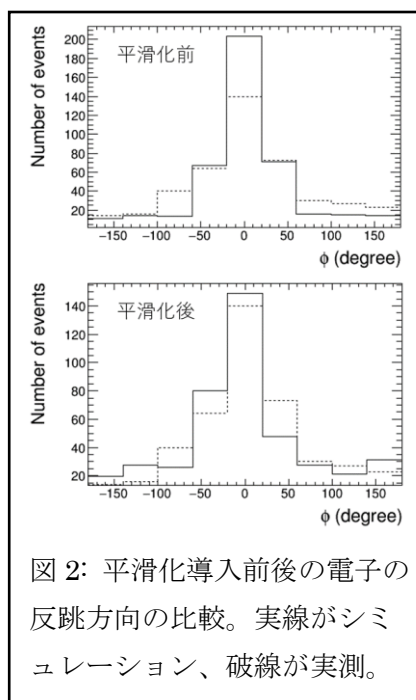 平滑化前
Number of events
200
180
160
140
120
100
80
60
40
20
−150 −100 −50 0 50 100 150
φ (degree)
平滑化後
Number of events
140
120
100
80
60
40
20
−150 −100 −50 0 50 100 150
φ (degree)
図 2: 平滑化導入前後の電子の
反跳方向の比較。実線がシミ
ュレーション、破線が実測。